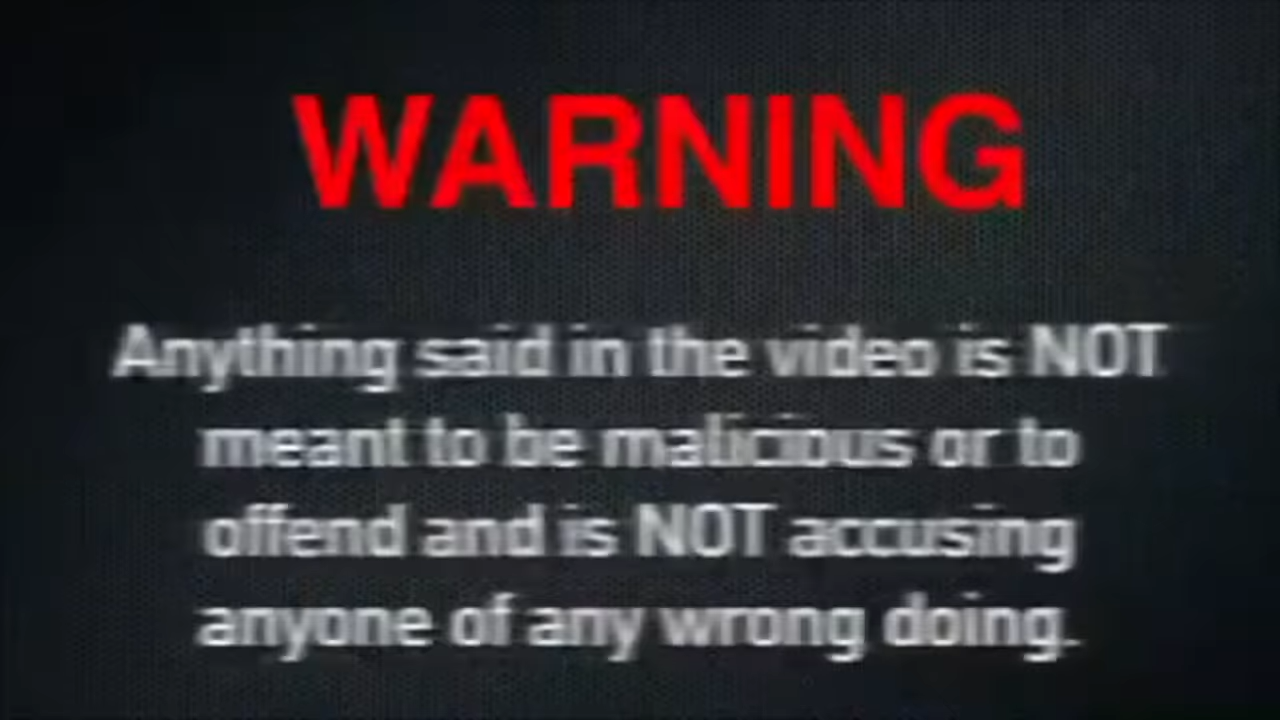 WARNING
Anything said in the video is NOT
meant to be malicious or to
offend and is NOT accusing
anyone of any wrong doing.